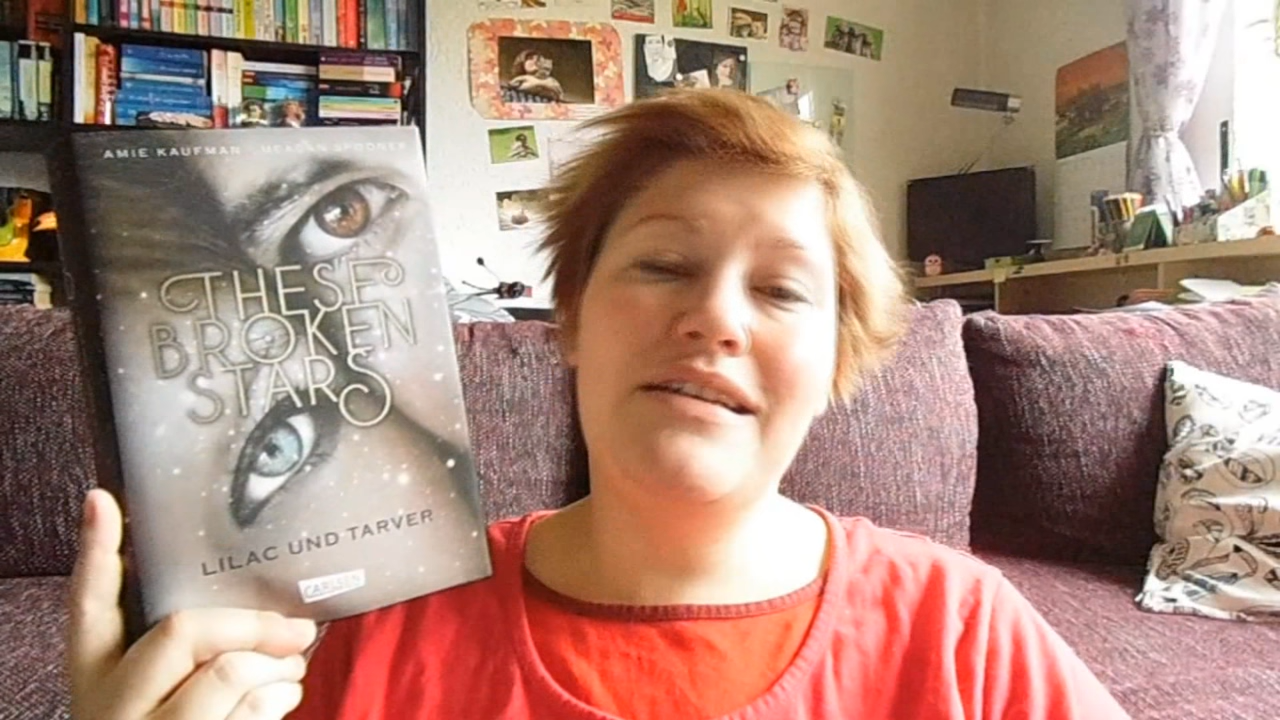 AMIE KAUFMAN MEAGAN SPOONER
THESE
BROKEN
STARS
LILAC UND TARVER
CARLSEN